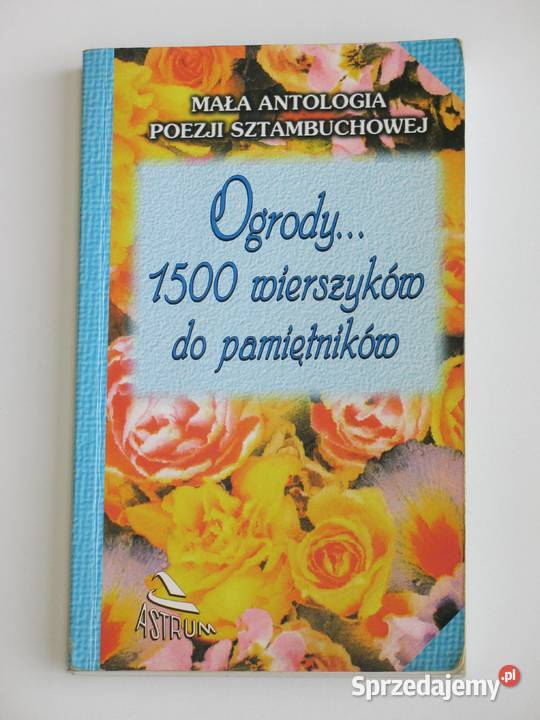 MAŁA ANTOLOGIA
POEZJI SZTAMBUCHOWEJ
Ogrody...
1500 wierszyków
do pamiętników
ASTRUM
Sprzedajemy.pl